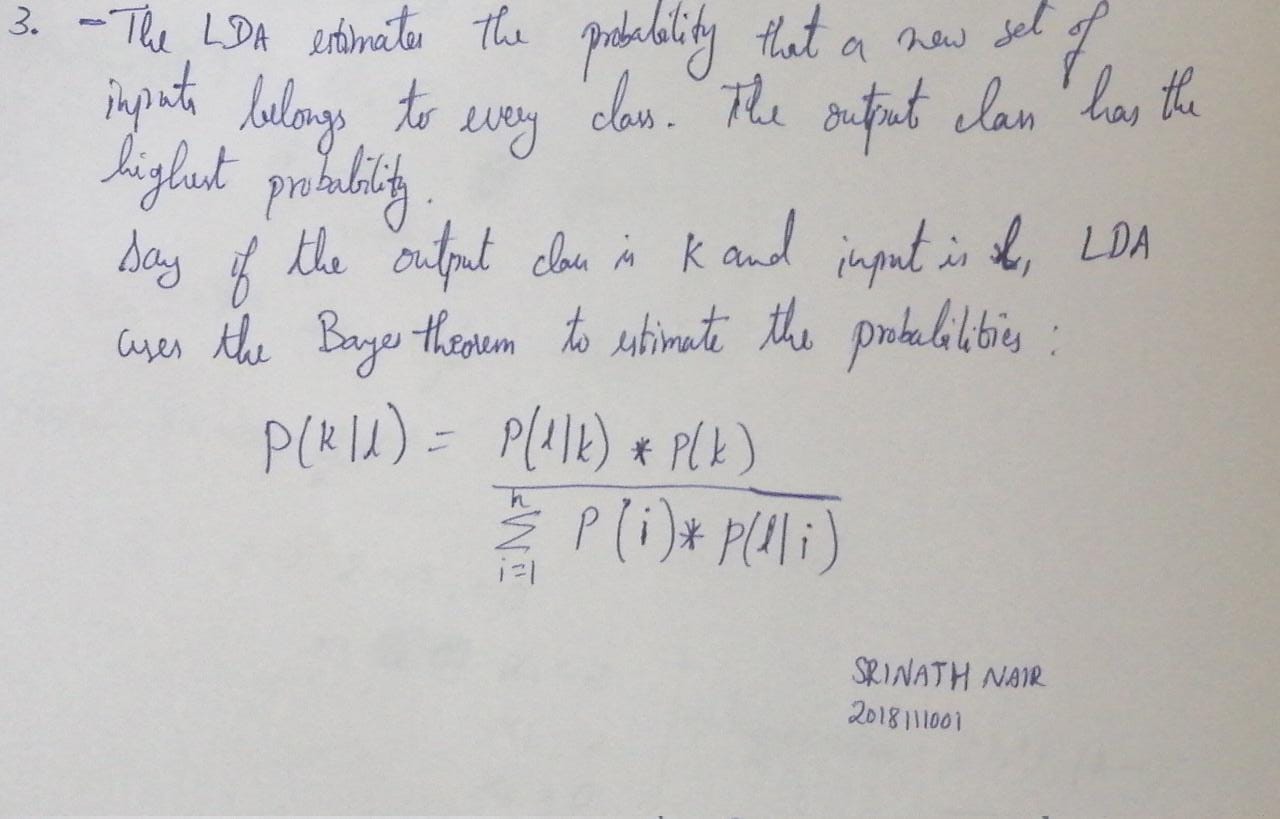 3. - The LDA estimates the probability that a new set of
inputs belongs to every class. The output class has the
highest probability.
Say if the output class is K and input is l, LDA
uses the Bayes theorem to estimate the probabilities :
P(k|l) = P(l|k) * P(k)
n
Σ P(i) * P(l|i)
i=1
SRINATH NAIR
2018111001